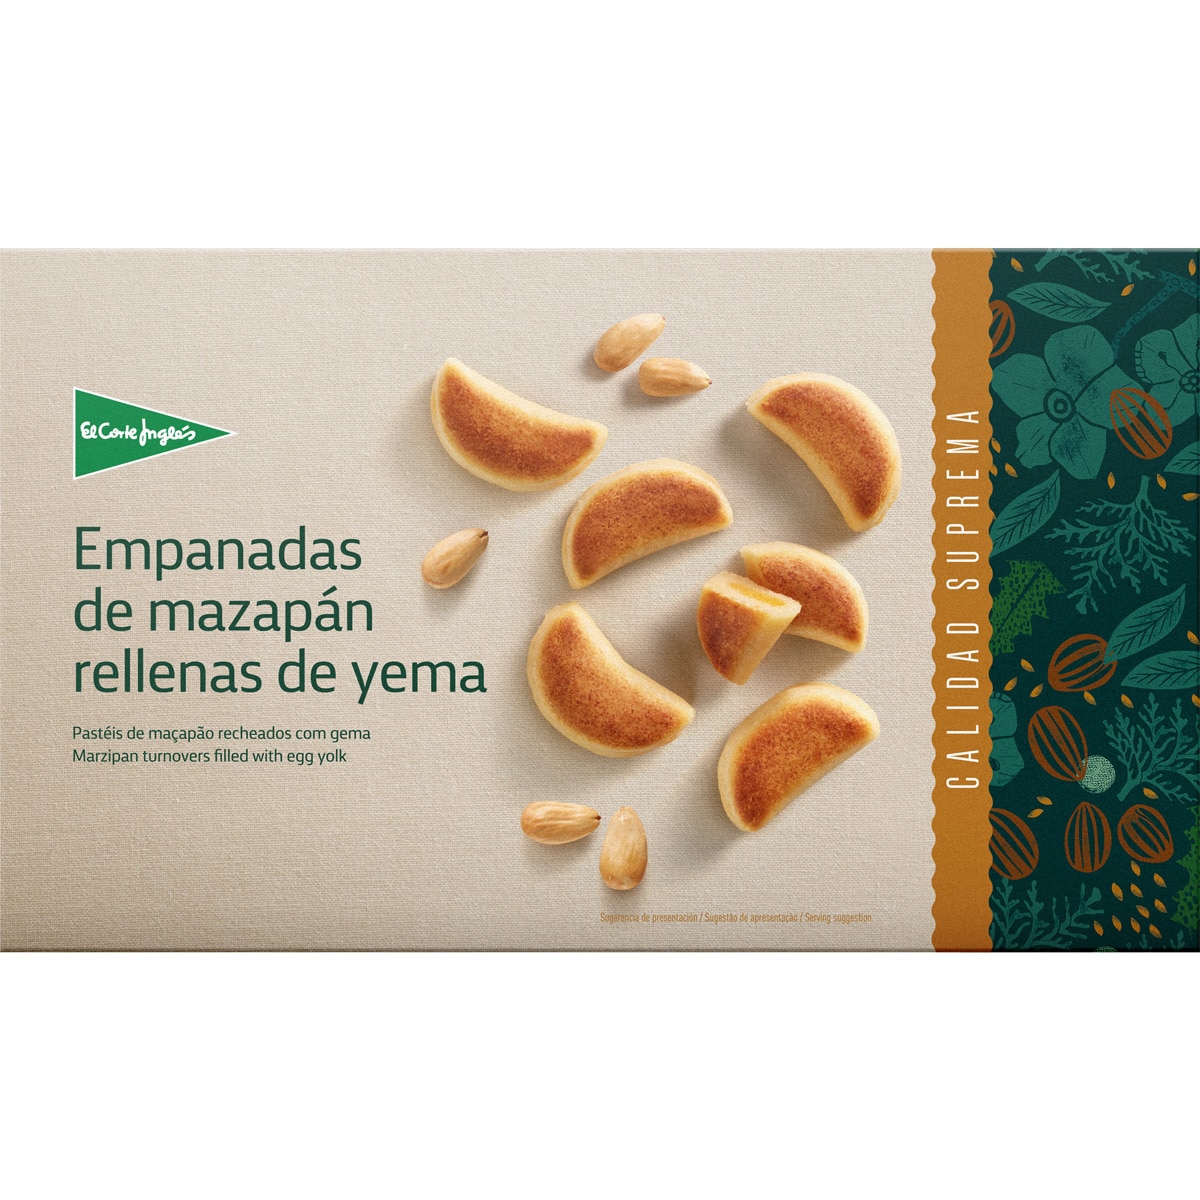 El Corte Inglés
Empanadas
de mazapán
rellenas de yema
Pastéis de maçapão recheados com gema
Marzipan turnovers filled with egg yolk
CALIDAD SUPREMA
Sugerencia de presentación / Sugestão de apresentação / Serving suggestion